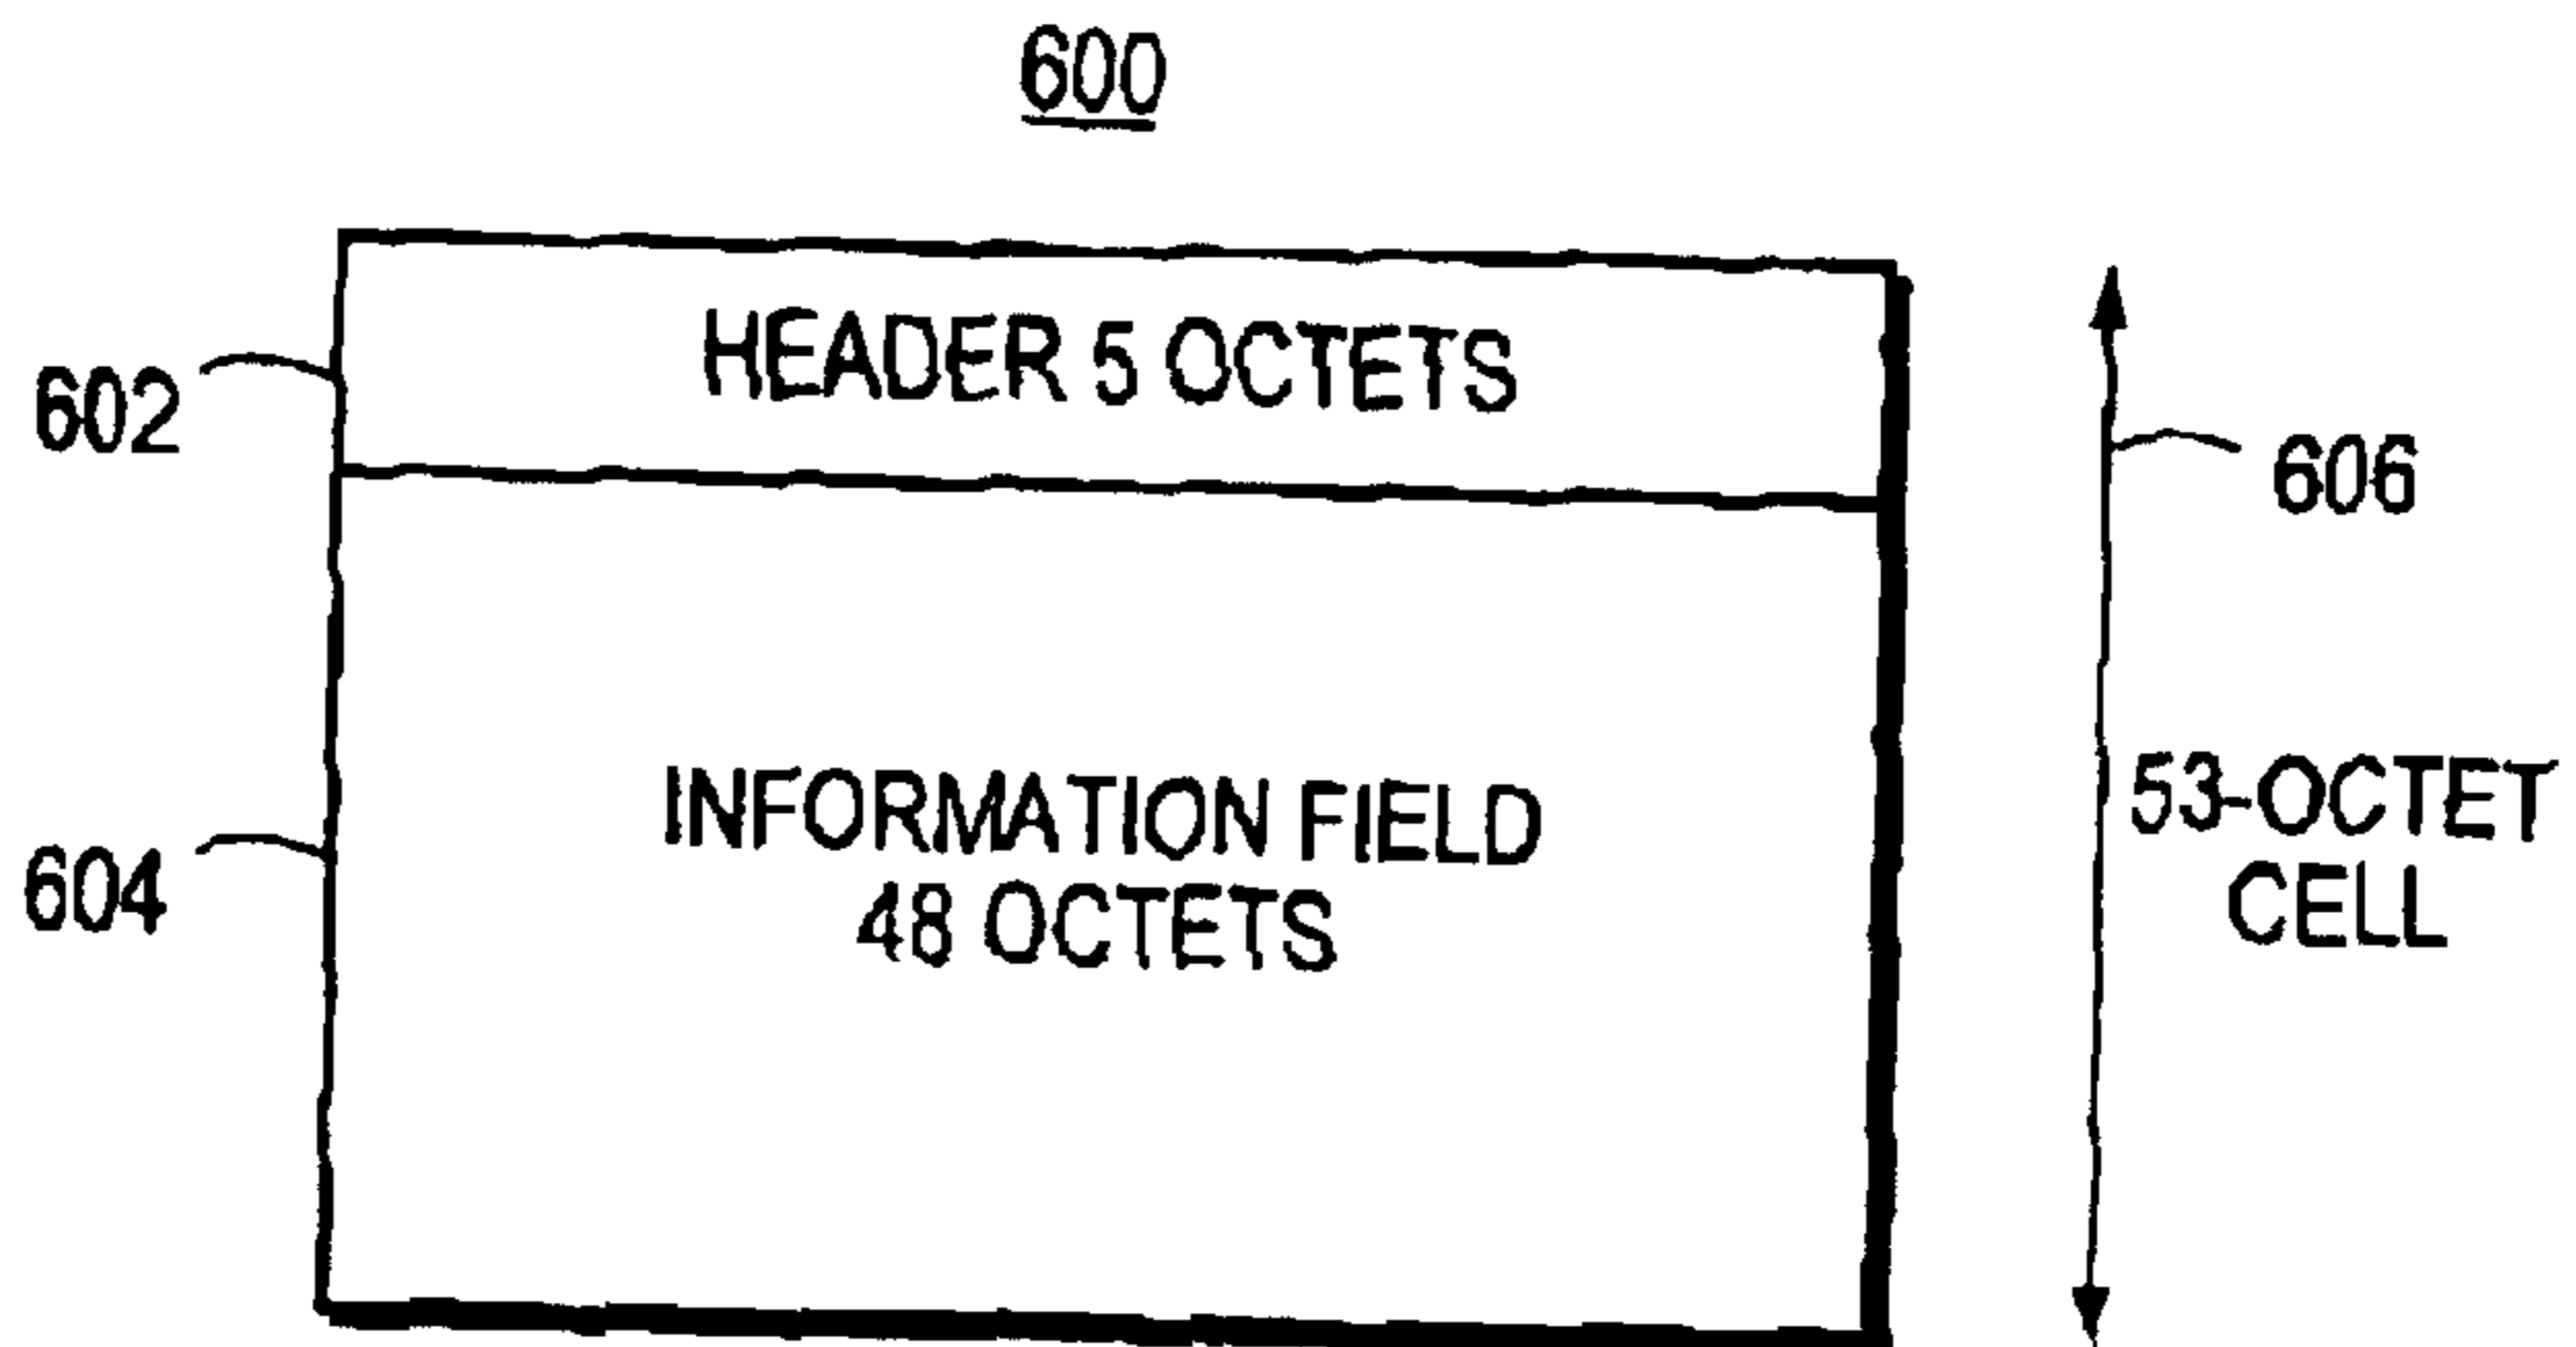 600
HEADER 5 OCTETS
602
606
INFORMATION FIELD
48 OCTETS
604
53-OCTET
CELL